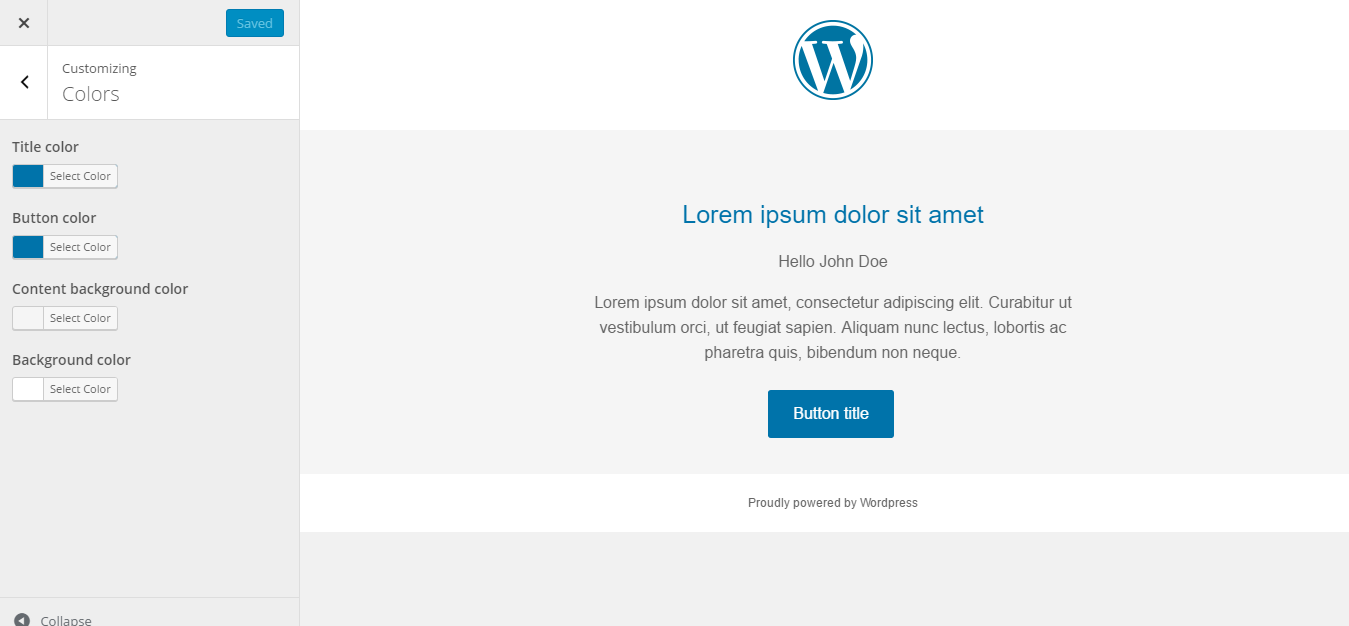 Saved
Customizing
Colors
Title color
Select Color
Button color
Select Color
Content background color
Select Color
Background color
Select Color
Collapse
Lorem ipsum dolor sit amet
Hello John Doe
Lorem ipsum dolor sit amet, consectetur adipiscing elit. Curabitur ut
vestibulum orci, ut feugiat sapien. Aliquam nunc lectus, lobortis ac
pharetra quis, bibendum non neque.
Button title
Proudly powered by Wordpress